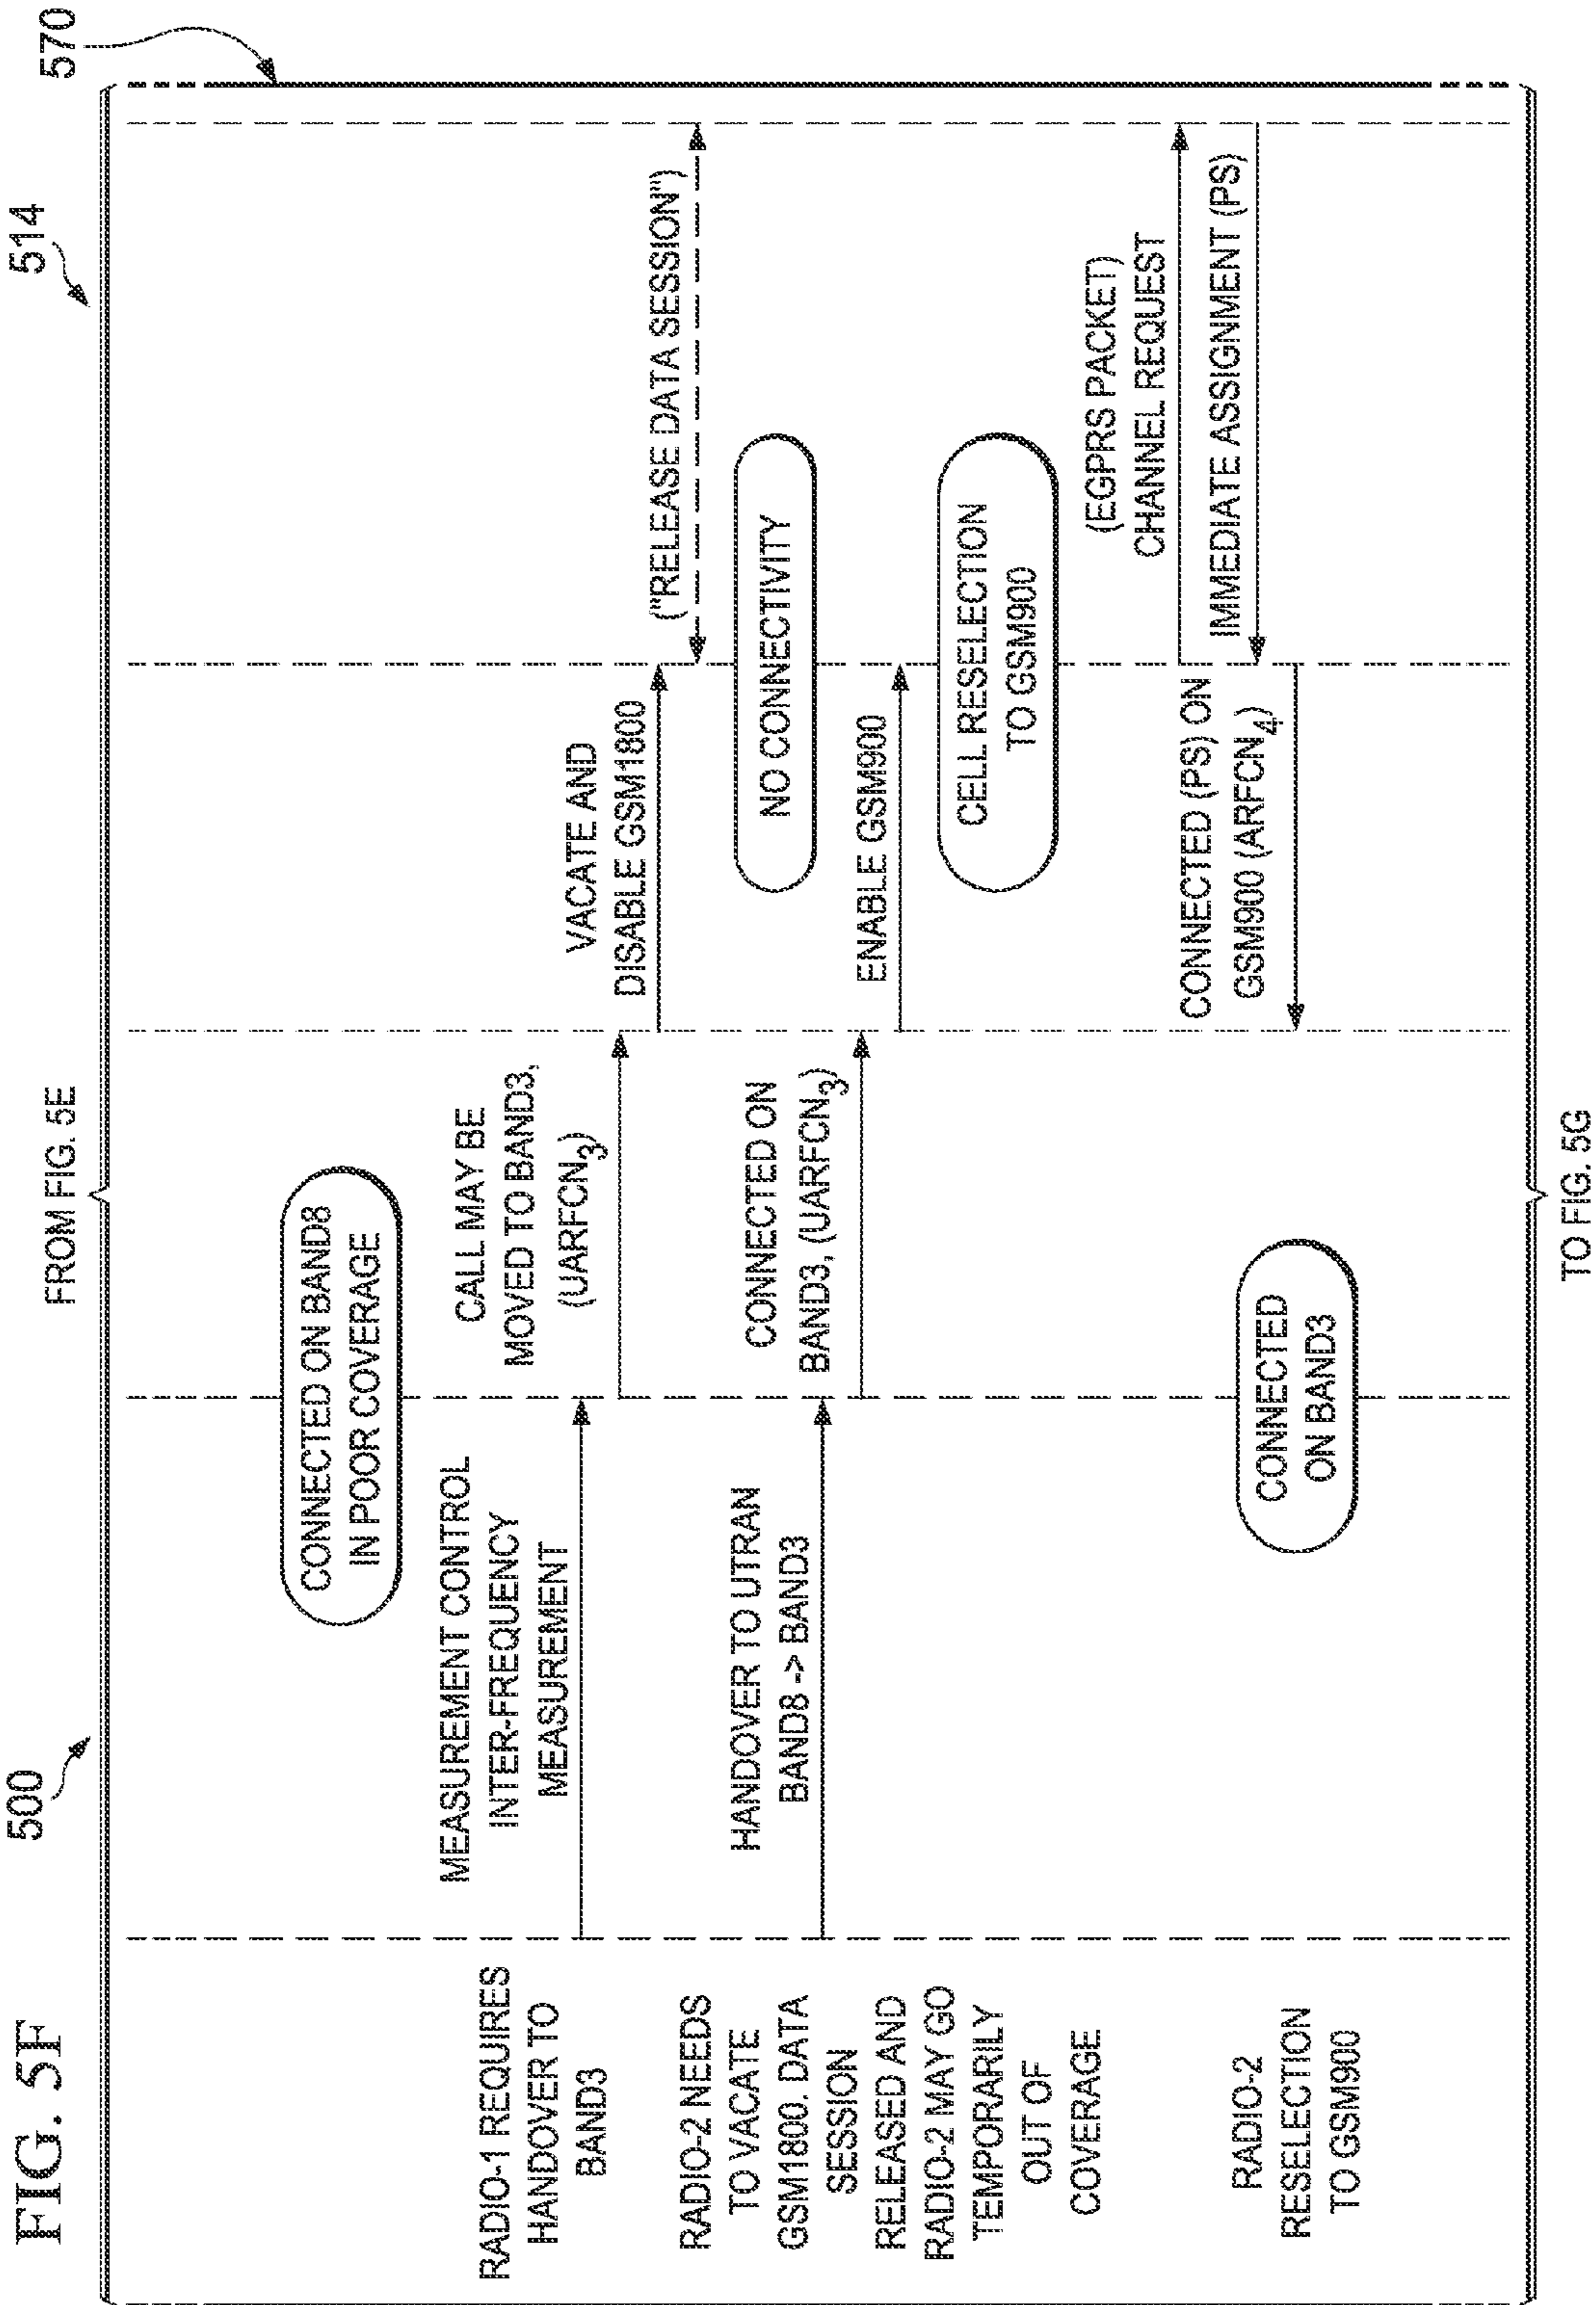 FIG. 5F
500
514
570
FROM FIG. 5E
RADIO-1 REQUIRES
HANDOVER TO
BAND3
RADIO-2 NEEDS
TO VACATE
GSM1800. DATA
SESSION
RELEASED AND
RADIO-2 MAY GO
TEMPORARILY
OUT OF
COVERAGE
RADIO-2
RESELECTION
TO GSM900
CONNECTED ON BAND8
IN POOR COVERAGE
MEASUREMENT CONTROL
INTER-FREQUENCY
MEASUREMENT
CALL MAY BE
MOVED TO BAND3,
(UARFCN3)
VACATE AND
DISABLE GSM1800
("RELEASE DATA SESSION")
NO CONNECTIVITY
HANDOVER TO UTRAN
BAND8 -> BAND3
CONNECTED ON
BAND3, (UARFCN3)
ENABLE GSM900
CELL RESELECTION
TO GSM900
(EGPRS PACKET)
CHANNEL REQUEST
IMMEDIATE ASSIGNMENT (PS)
CONNECTED (PS) ON
GSM900 (ARFCN4)
CONNECTED
ON BAND3
TO FIG. 5G